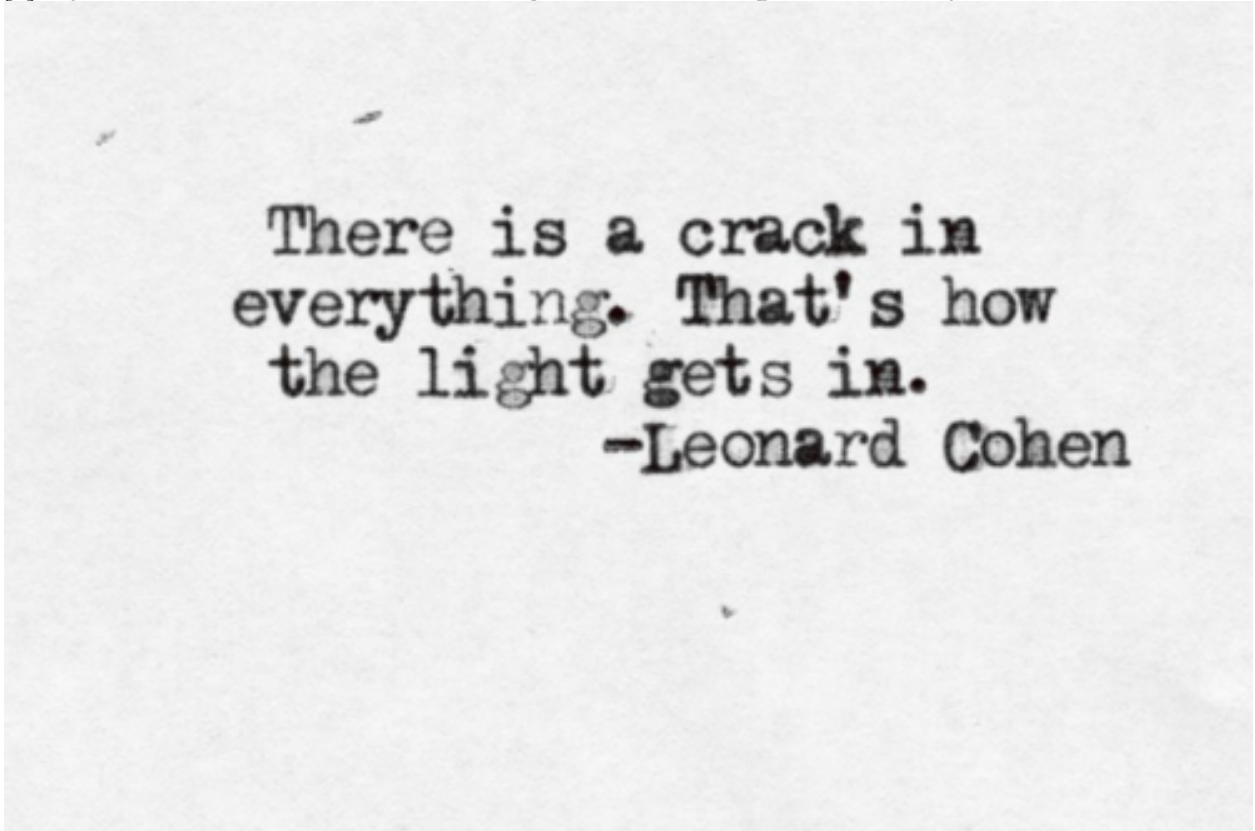 There is a crack in
everything. That's how
the light gets in.
-Leonard Cohen